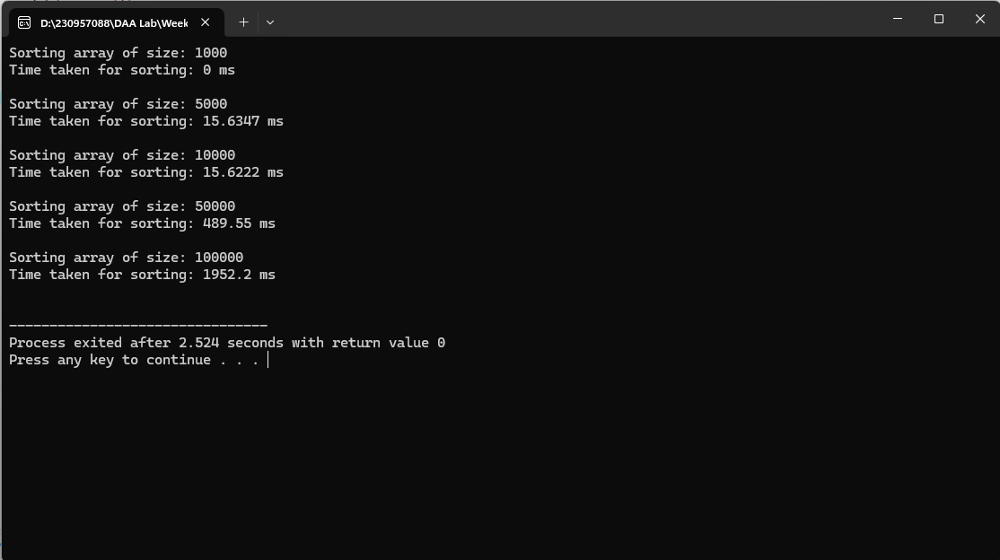 D:\230957088\DAA Lab\Week
Sorting array of size: 1000
Time taken for sorting: 0 ms
Sorting array of size: 5000
Time taken for sorting: 15.6347 ms
Sorting array of size: 10000
Time taken for sorting: 15.6222 ms
Sorting array of size: 50000
Time taken for sorting: 489.55 ms
Sorting array of size: 100000
Time taken for sorting: 1952.2 ms
--------------------------------
Process exited after 2.524 seconds with return value 0
Press any key to continue . . .